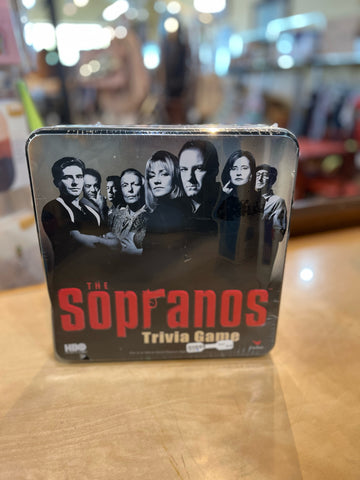 THE
Sopranos
Trivia Game
HBO